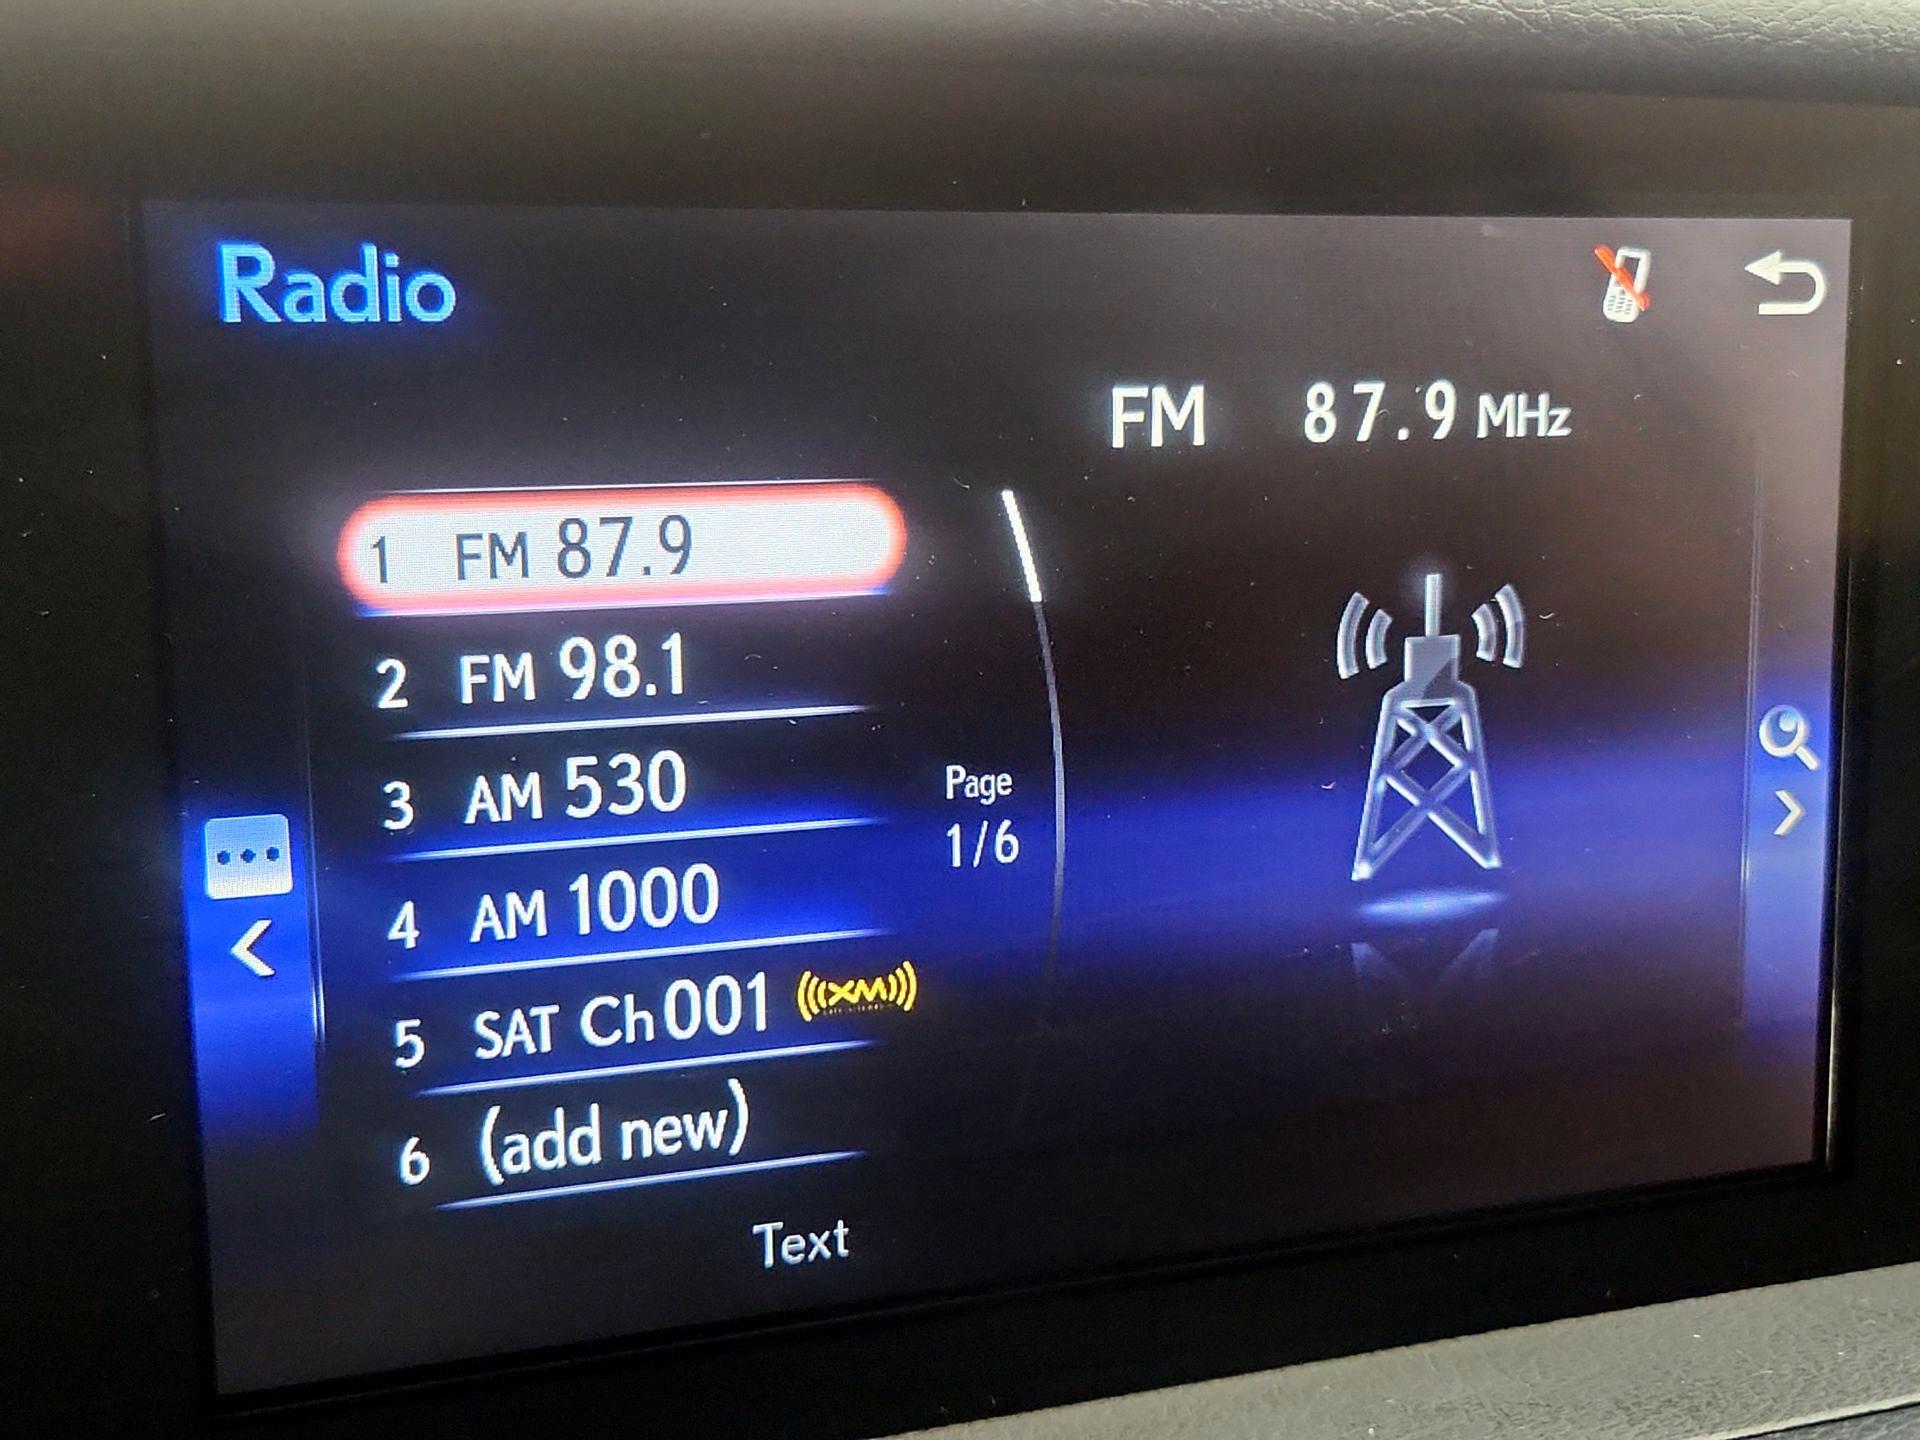 Radio
FM 87.9 MHz
1 FM 87.9
2 FM 98.1
3 AM 530
4 AM 1000
5 SAT Ch001 XM
6 (add new)
Page
1/6
Text